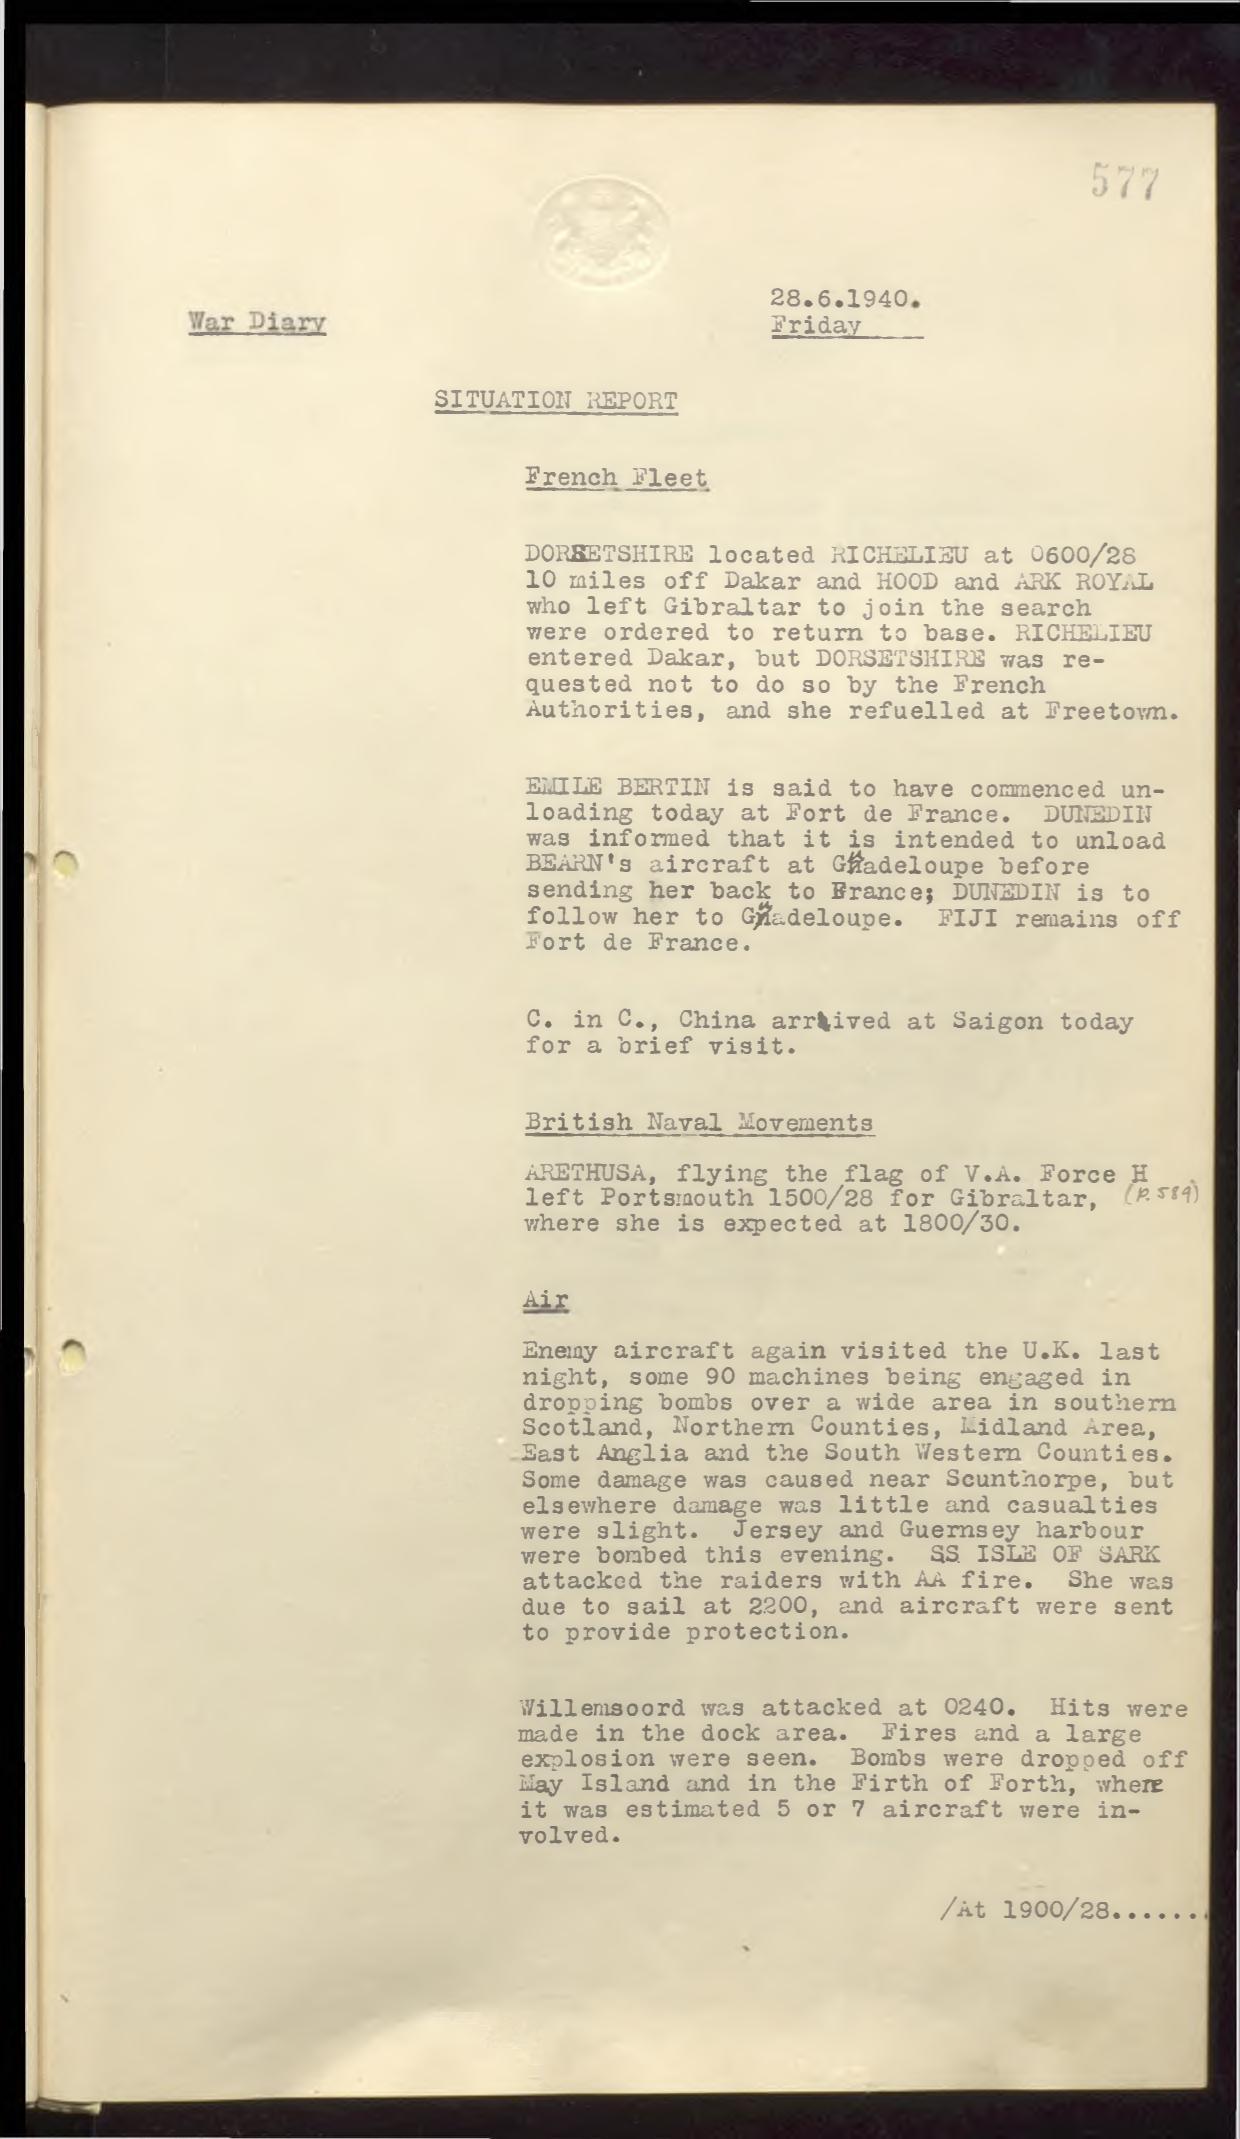 577
28.6.1940.
War Diary
Friday
SITUATION REPORT
French Fleet
DORSETSHIRE located RICHELIEU at 0600/28
10 miles off Dakar and HOOD and ARK ROYAL
who left Gibraltar to join the search
were ordered to return to base. RICHELIEU
entered Dakar, but DORSETSHIRE was re-
quested not to do so by the French
Authorities, and she refuelled at Freetown.
EMILE BERTIN is said to have commenced un-
loading today at Fort de France. DUNEDIN
was informed that it is intended to unload
BEARN's aircraft at Guadeloupe before
sending her back to France; DUNEDIN is to
follow her to Guadeloupe. FIJI remains off
Fort de France.
C. in C., China arrived at Saigon today
for a brief visit.
British Naval Movements
ARETHUSA, flying the flag of V.A. Force H
left Portsmouth 1500/28 for Gibraltar, (P. 589)
where she is expected at 1800/30.
Air
Enemy aircraft again visited the U.K. last
night, some 90 machines being engaged in
dropping bombs over a wide area in southern
Scotland, Northern Counties, Midland Area,
East Anglia and the South Western Counties.
Some damage was caused near Scunthorpe, but
elsewhere damage was little and casualties
were slight. Jersey and Guernsey harbour
were bombed this evening. SS ISLE OF SARK
attacked the raiders with AA fire. She was
due to sail at 2200, and aircraft were sent
to provide protection.
Willemsoord was attacked at 0240. Hits were
made in the dock area. Fires and a large
explosion were seen. Bombs were dropped off
May Island and in the Firth of Forth, where
it was estimated 5 or 7 aircraft were in-
volved.
/At 1900/28.......